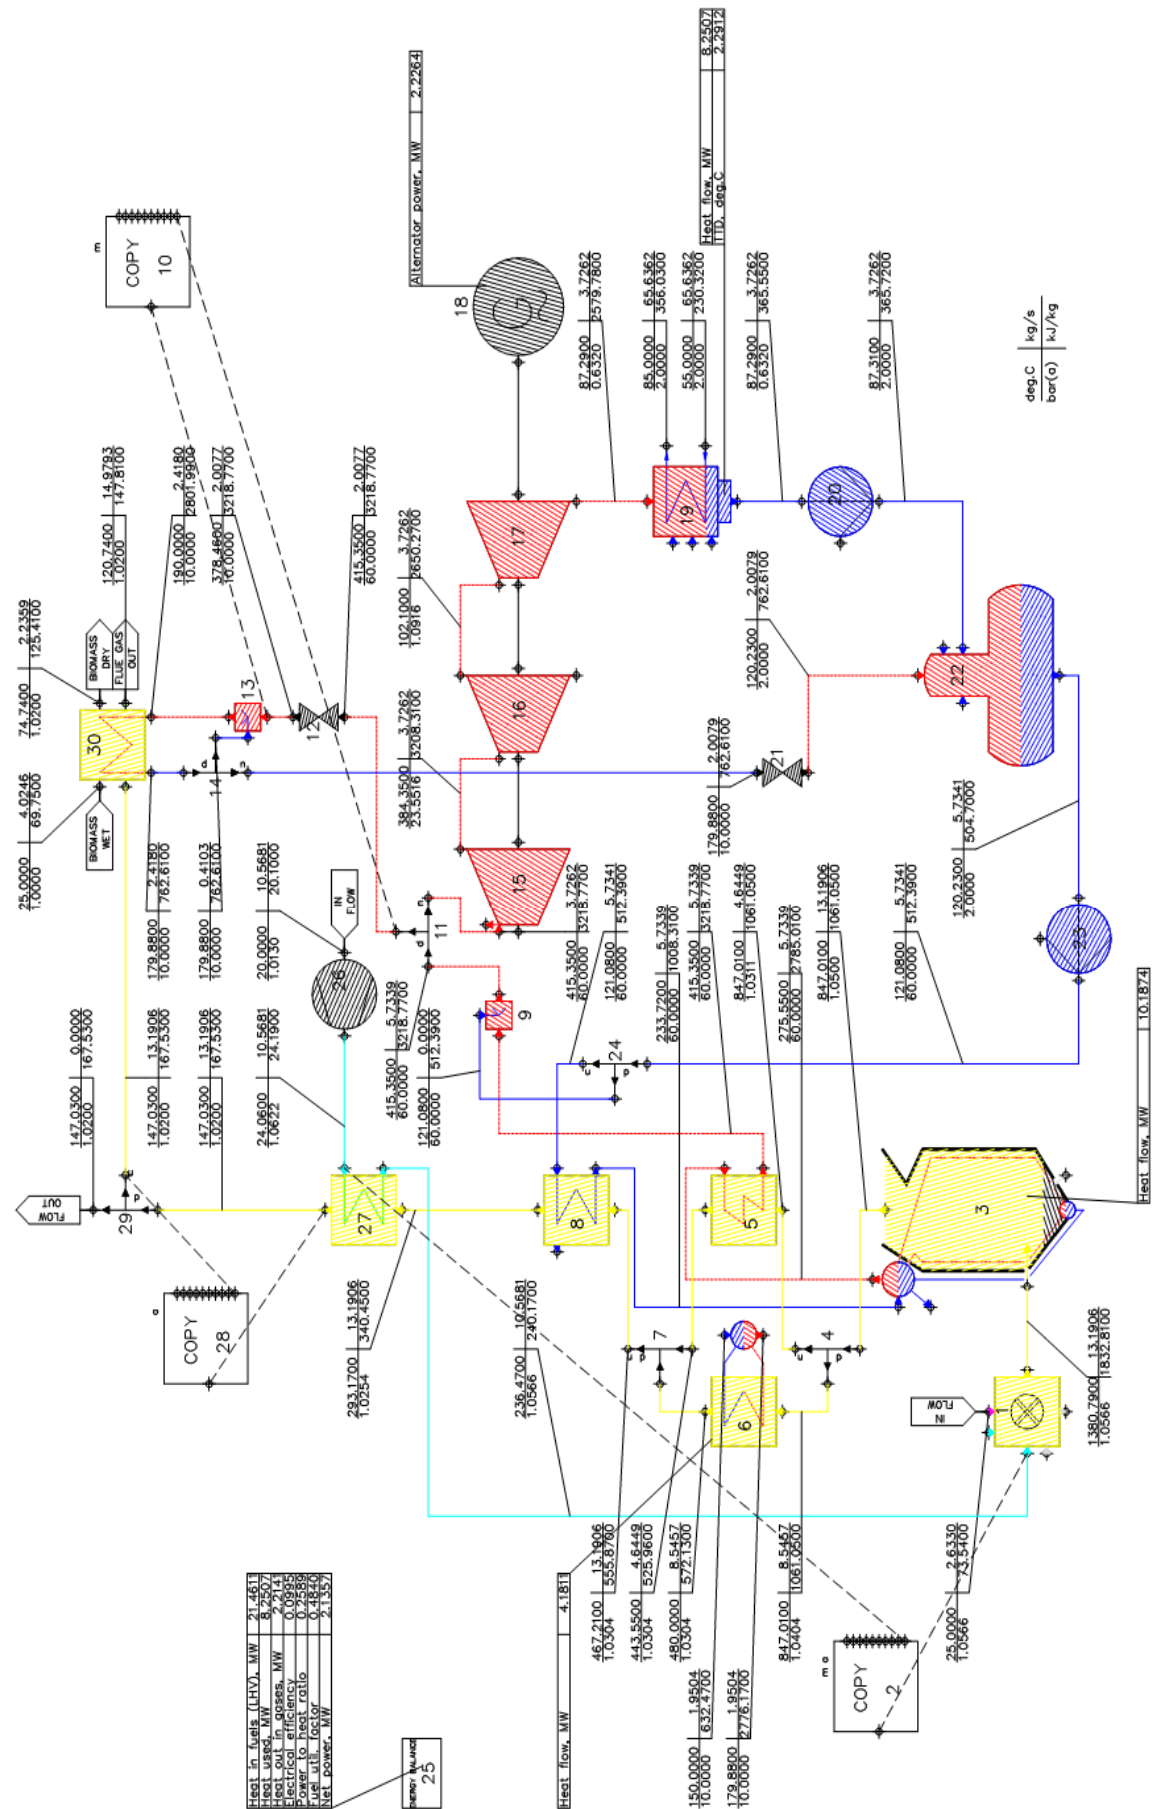 Heat in fuels (LHV), MW 21.4611
Heat used, MW 8.2507
Heat out in gases, MW 2.2141
Electrical efficiency 0.0995
Power to heat ratio 0.2589
Fuel util. factor 0.4840
Net power, MW 2.1357
ENERGY BALANCE
25
Heat flow, MW 4.1811
150.0000 1.9504
10.0000 632.4700
179.8800 1.9504
10.0000 2776.1700
467.2100 13.1906
1.0304 555.8700
443.5500 4.6449
1.0304 525.9600
480.0000 8.5457
1.0304 572.1300
847.0100 8.5457
1.0404 1061.0500
25.0000 2.6330
1.0566 73.5400
COPY
2
m a
1380.7900 13.1906
1.0566 1832.8100
IN
FLOW
1
293.1700 13.1906
1.0254 340.4500
236.4700 10.5681
1.0566 240.1700
COPY
28
a
6
7
u
d
4
u
d
FLOW
OUT
29
n
d
27
8
5
3
147.0300 0.0000
1.0200 167.5300
147.0300 13.1906
1.0200 167.5300
147.0300 13.1906
1.0200 167.5300
24.0600 10.5681
1.0622 24.1900
415.3500 5.7339
60.0000 3218.7700
121.0800 0.0000
60.0000 512.3900
233.7200 5.7339
60.0000 1008.3100
275.5500 5.7339
60.0000 2785.0100
Heat flow, MW 10.1874
26
IN
FLOW
9
24
n
d
23
179.8800 2.4180
10.0000 762.6100
179.8800 0.4103
10.0000 762.6100
20.0000 10.5681
1.0130 20.1000
11
n
d
415.3500 3.7262
60.0000 3218.7700
121.0800 5.7341
60.0000 512.3900
415.3500 5.7339
60.0000 3218.7700
847.0100 4.6449
1.0311 1061.0500
847.0100 13.1906
1.0500 1061.0500
121.0800 5.7341
60.0000 512.3900
25.0000 4.0246
1.0000 69.7500
74.7400 2.2359
1.0200 125.4100
BIOMASS
WET
30
BIOMASS
DRY
FLUE GAS
OUT
14
d
n
13
12
15
16
17
384.3500 3.7262
23.5516 3208.3100
179.8800 2.0079
10.0000 762.6100
21
22
120.2300 5.7341
2.0000 504.7000
120.7400 14.9793
1.0200 147.8100
190.0000 2.4180
10.0000 2801.9900
378.4600 2.0077
10.0000 3218.7700
415.3500 2.0077
60.0000 3218.7700
102.1000 3.7262
1.0916 2650.2700
120.2300 2.0079
2.0000 762.6100
COPY
10
m
18
Alternator power, MW 2.2264
19
20
87.2900 3.7262
0.6320 2579.7800
85.0000 65.6362
2.0000 356.0300
55.0000 65.6362
2.0000 230.3200
87.2900 3.7262
0.6320 365.5500
87.3100 3.7262
2.0000 365.7200
Heat flow, MW 8.2507
TTD, deg.C 2.2912
deg.C kg/s
bar(a) kJ/kg